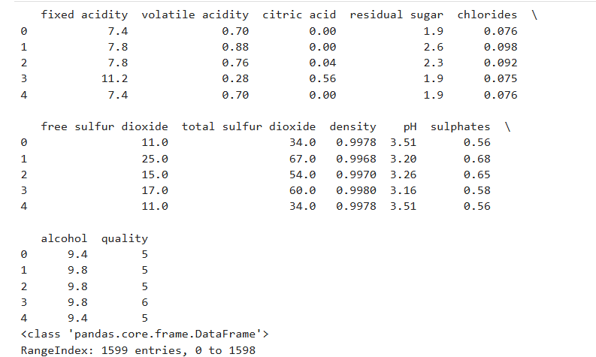 fixed acidity  volatile acidity  citric acid  residual sugar  chlorides  \
0            7.4              0.70         0.00             1.9      0.076
1            7.8              0.88         0.00             2.6      0.098
2            7.8              0.76         0.04             2.3      0.092
3           11.2              0.28         0.56             1.9      0.075
4            7.4              0.70         0.00             1.9      0.076
   free sulfur dioxide  total sulfur dioxide  density    pH  sulphates  \
0                 11.0                  34.0   0.9978  3.51       0.56
1                 25.0                  67.0   0.9968  3.20       0.68
2                 15.0                  54.0   0.9970  3.26       0.65
3                 17.0                  60.0   0.9980  3.16       0.58
4                 11.0                  34.0   0.9978  3.51       0.56
   alcohol  quality
0      9.4        5
1      9.8        5
2      9.8        5
3      9.8        6
4      9.4        5
<class 'pandas.core.frame.DataFrame'>
RangeIndex: 1599 entries, 0 to 1598